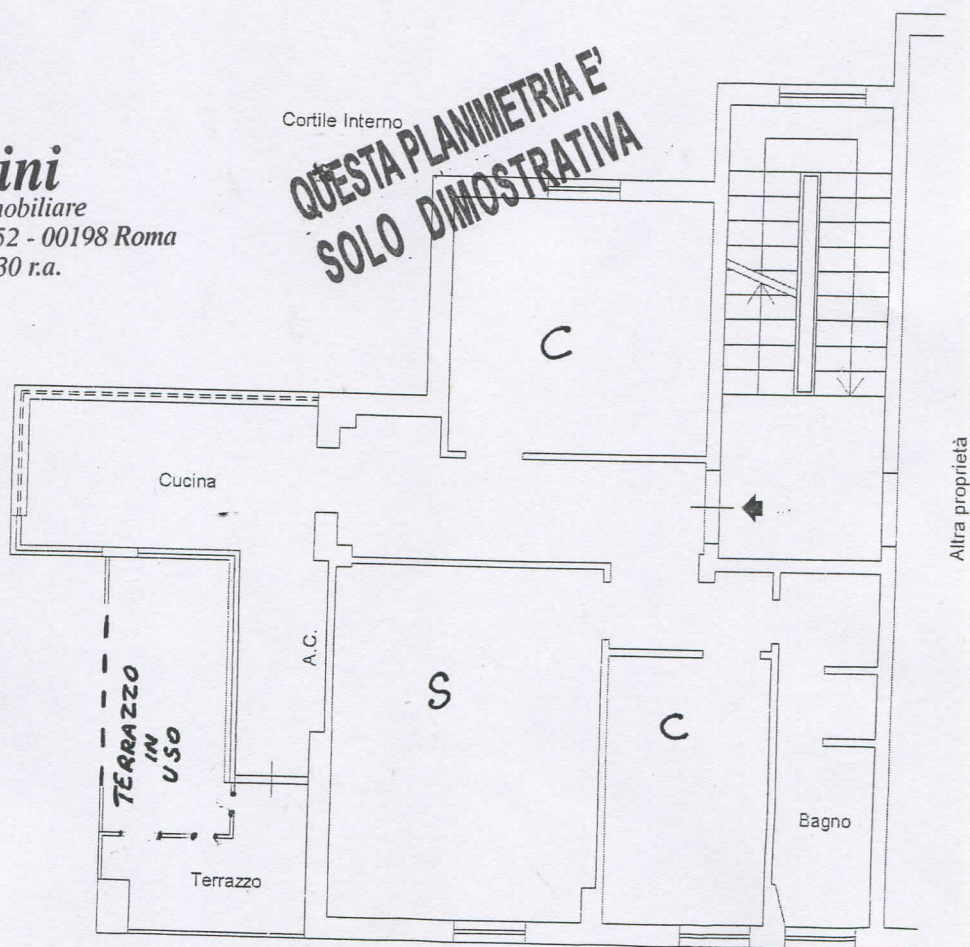 ini
mobiliare
52 - 00198 Roma
30 r.a.
Cortile Interno
QUESTA PLANIMETRIA E'
SOLO DIMOSTRATIVA
C
Cucina
Altra proprietà
A.C.
S
C
TERRAZZO
IN
USO
Bagno
Terrazzo